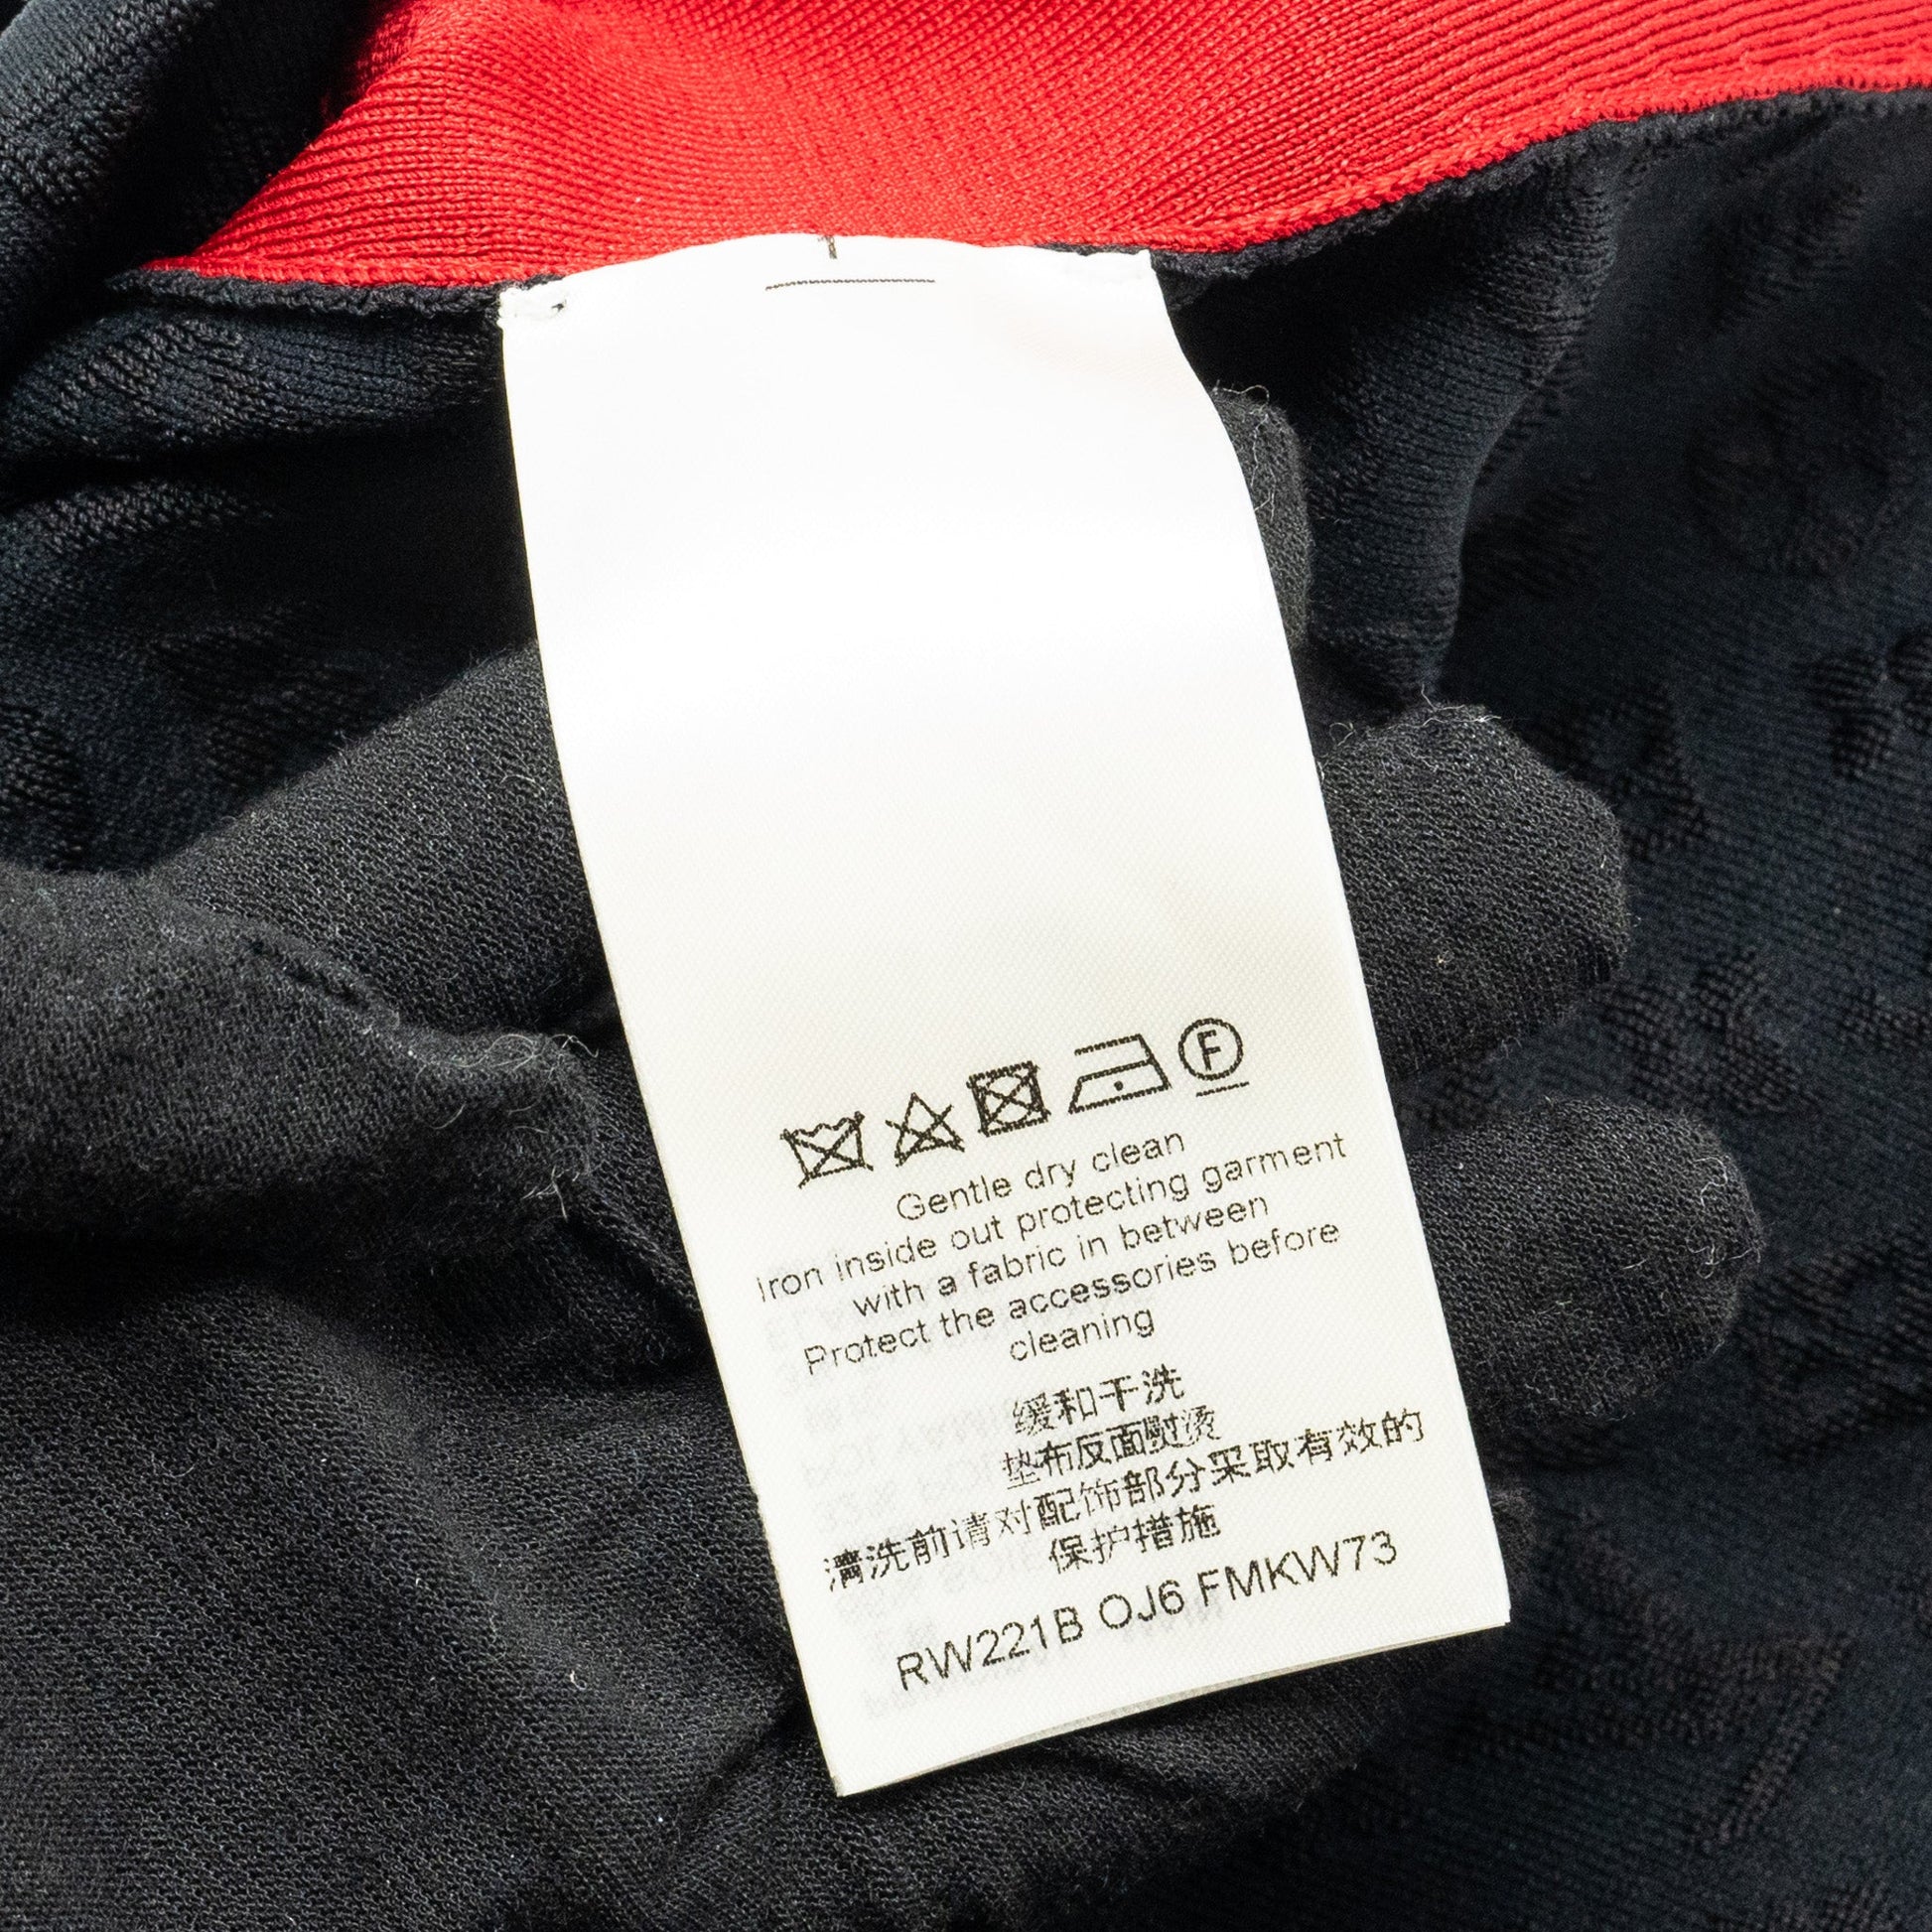 F
Gentle dry clean
Iron inside out protecting garment
with a fabric in between
Protect the accessories before
cleaning
缓和干洗
垫布反面熨烫
清洗前请对配饰部分采取有效的
保护措施
RW221B OJ6 FMKW73